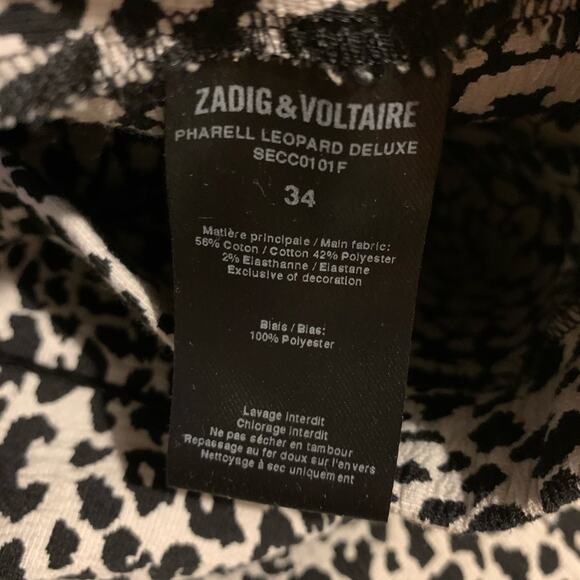 ZADIG&VOLTAIRE
PHARELL LEOPARD DELUXE
SECC0101F
34
Matière principale / Main fabric:
56% Coton / Cotton 42% Polyester
2% Elasthanne / Elastane
Exclusive of decoration
Biais / Bias:
100% Polyester
Lavage interdit
Chlorage interdit
Ne pas sécher en tambour
Repassage au fer doux sur l'envers
Nettoyage à sec uniquement